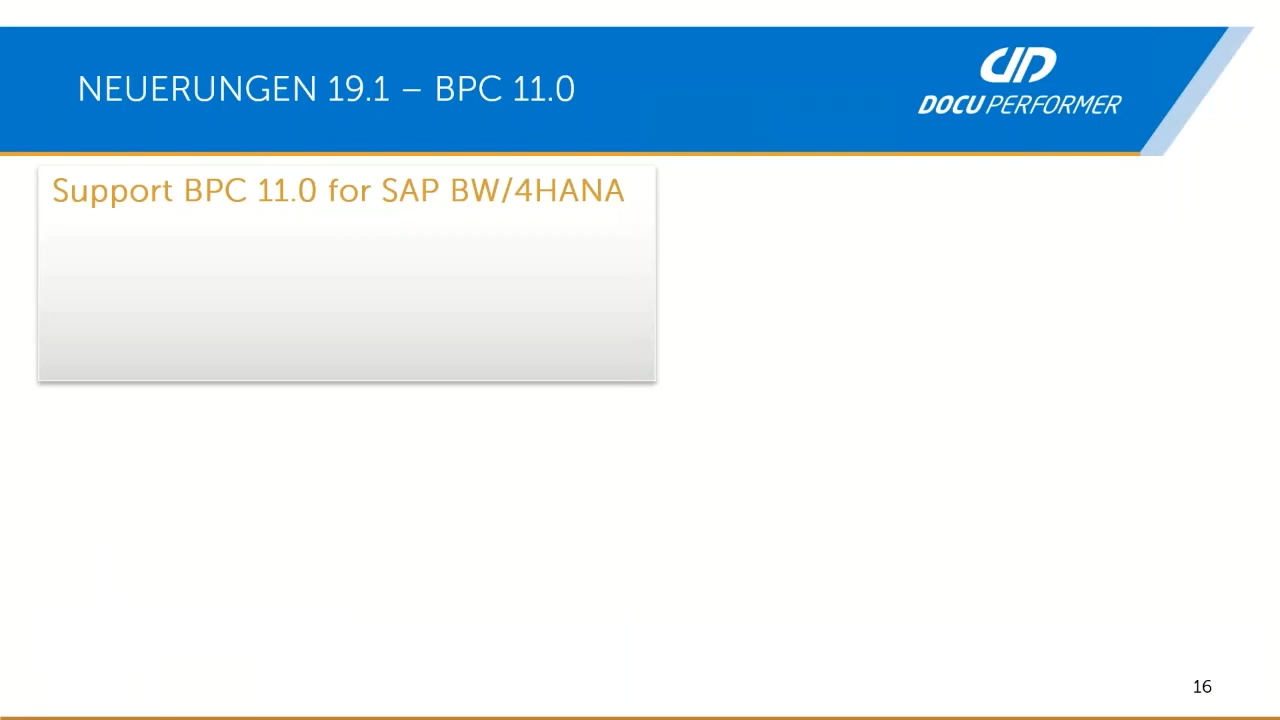 NEUERUNGEN 19.1 – BPC 11.0
DOCU PERFORMER
Support BPC 11.0 for SAP BW/4HANA
16